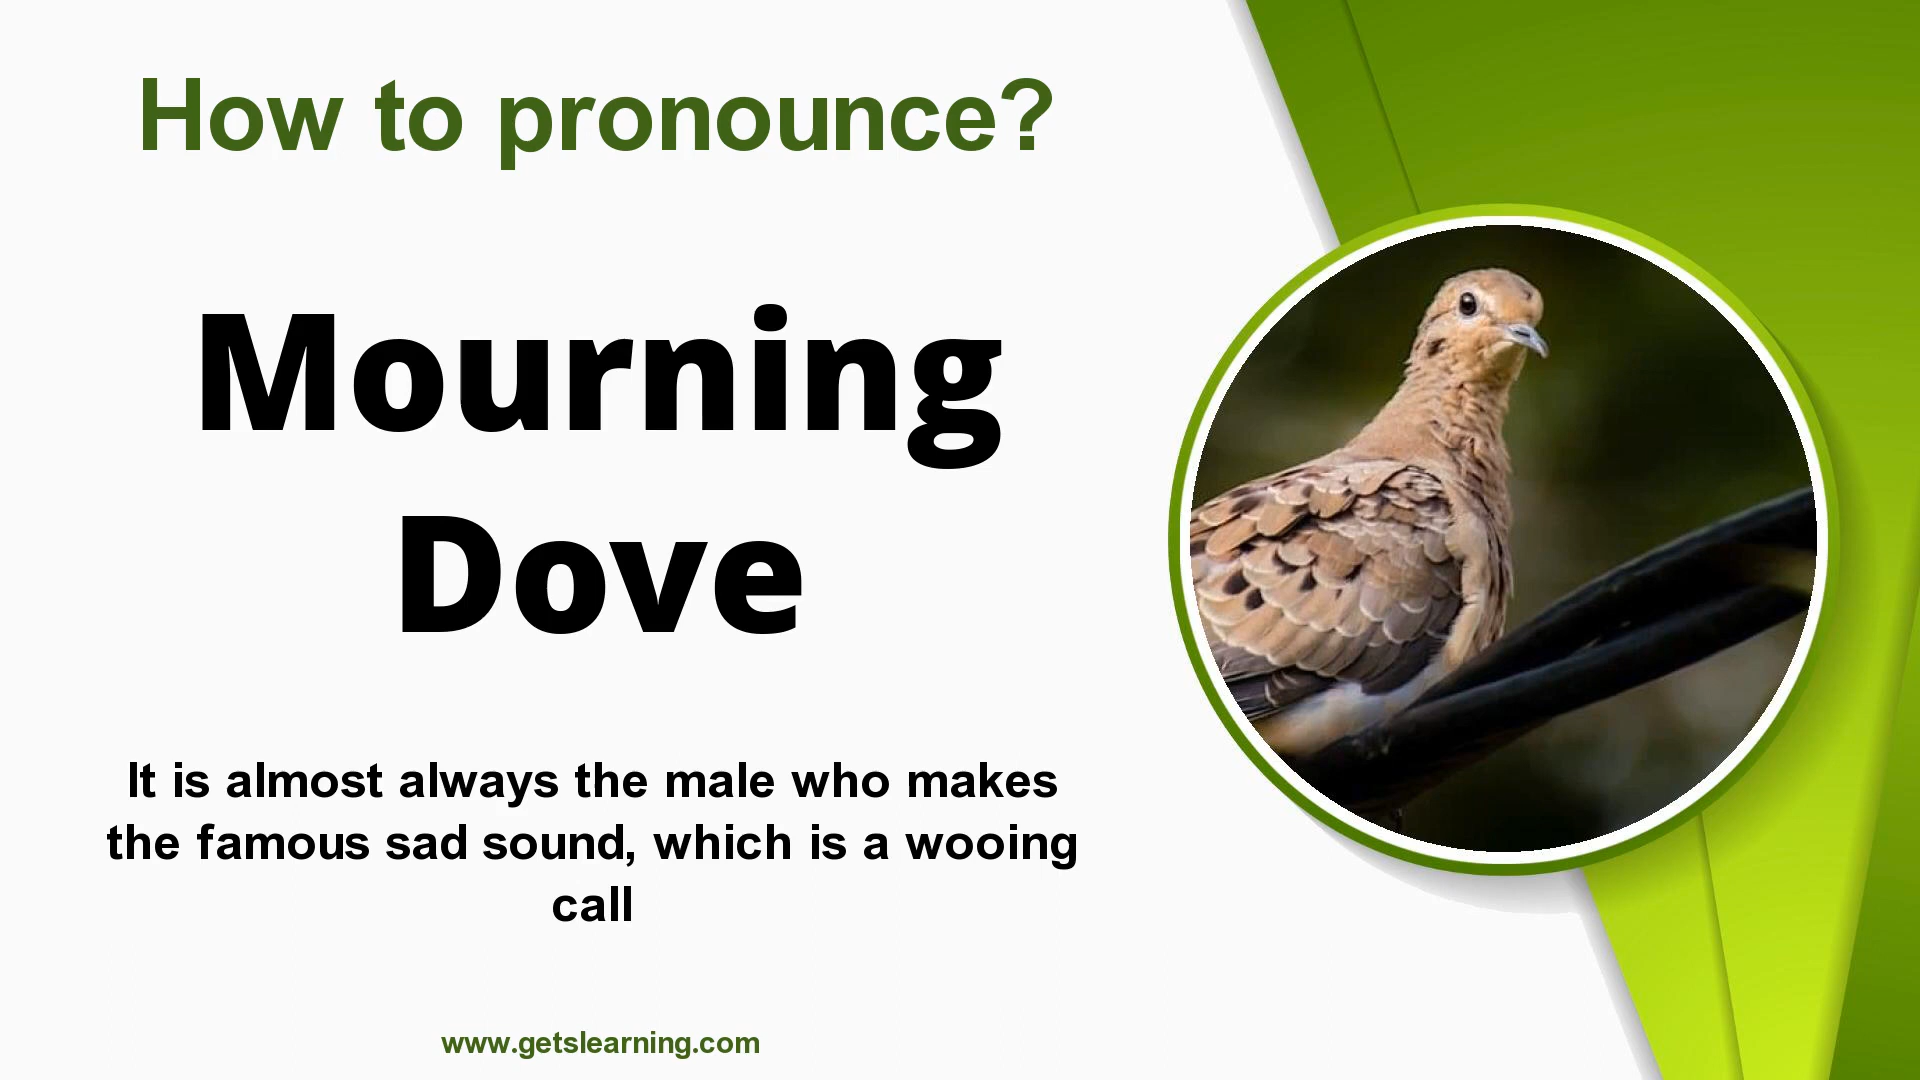 How to pronounce?
Mourning
Dove
It is almost always the male who makes
the famous sad sound, which is a wooing
call
www.getslearning.com